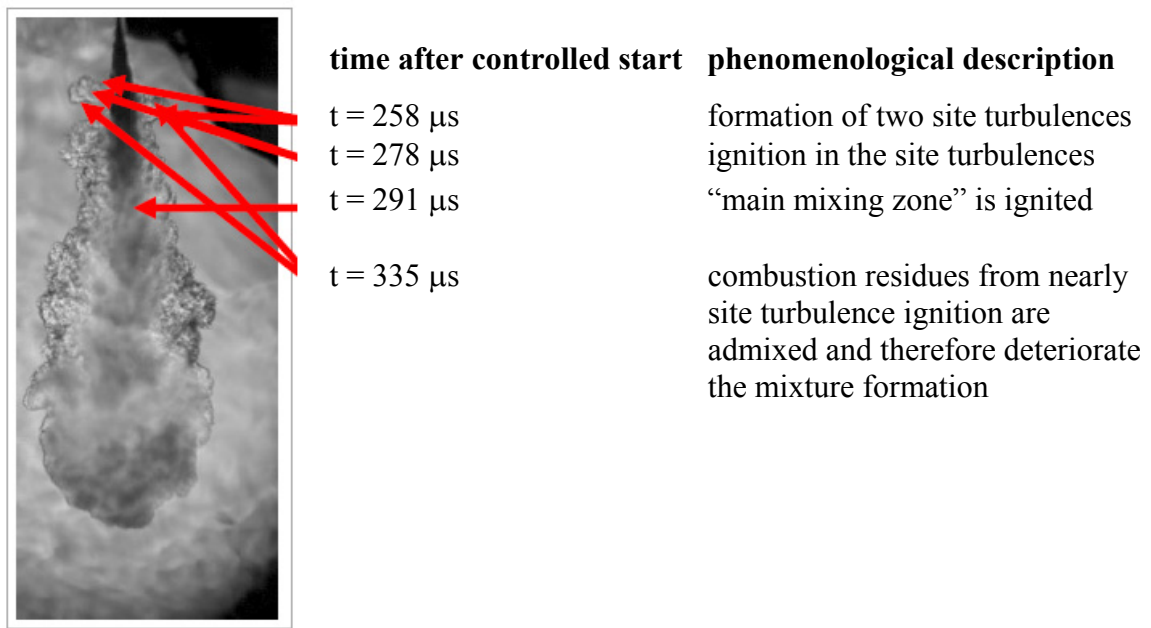 time after controlled start phenomenological description
t = 258 μs formation of two site turbulences
t = 278 μs ignition in the site turbulences
t = 291 μs “main mixing zone” is ignited
t = 335 μs combustion residues from nearly
site turbulence ignition are
admixed and therefore deteriorate
the mixture formation